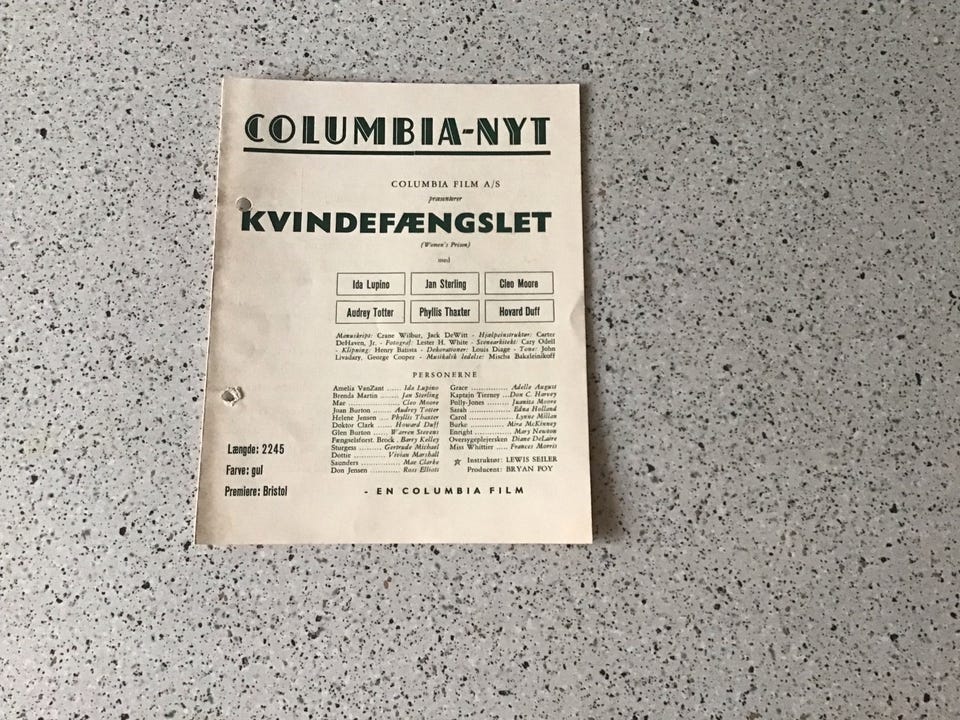 COLUMBIA-NYT
COLUMBIA FILM A/S
præsenterer
KVINDEFÆNGSLET
(Women's Prison)
med
Ida Lupino Jan Sterling Cleo Moore
Audrey Totter Phyllis Thaxter Hovard Duff
Manuskript: Crane Wilbur, Jack DeWitt - Hjælpeinstruktør: Carter
DeHaven, Jr. - Fotograf: Lester H. White - Scenearkitekt: Cary Odell
- Klipning: Henry Batista - Dekorationer: Louis Diage - Tone: John
Livadary, George Cooper - Musikalsk ledelse: Mischa Bakaleinikoff
PERSONERNE
Amelia VanZant ...... Ida Lupino
Brenda Martin ........ Jan Sterling
Mae ........................ Cleo Moore
Joan Burton ........ Audrey Totter
Helene Jensen .... Phyllis Thaxter
Doktor Clark ...... Howard Duff
Glen Burton ...... Warren Stevens
Fængselsforst. Brock . Barry Kelley
Sturgess ........ Gertrude Michael
Dottie ............ Vivian Marshall
Saunders .............. Mae Clarke
Don Jensen ............ Ross Elliott
Grace .................. Adelle August
Kaptajn Tierney ... Don C. Harvey
Polly-Jones ........ Juanita Moore
Sarah ................ Edna Holland
Carol .................. Lynne Millan
Burke .............. Mira McKinney
Enright .............. Mary Newton
Oversygeplejersken Diane DeLaire
Miss Whittier ..... Frances Morris
☆ Instruktør: LEWIS SEILER
Producent: BRYAN FOY
Længde: 2245
Farve: gul
Premiere: Bristol
- EN COLUMBIA FILM